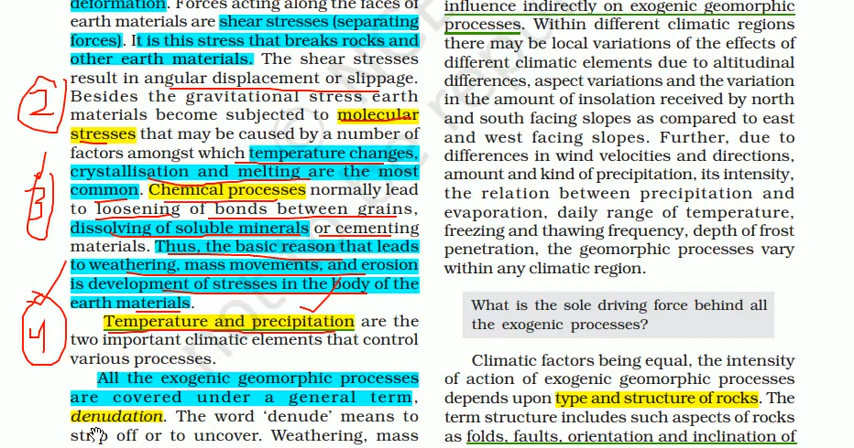 deformation. Forces acting along the faces of
earth materials are shear stresses (separating
forces). It is this stress that breaks rocks and
other earth materials. The shear stresses
result in angular displacement or slippage.
Besides the gravitational stress earth
materials become subjected to molecular
stresses that may be caused by a number of
factors amongst which temperature changes,
crystallisation and melting are the most
common. Chemical processes normally lead
to loosening of bonds between grains,
dissolving of soluble minerals or cementing
materials. Thus, the basic reason that leads
to weathering, mass movements, and erosion
is development of stresses in the body of the
earth materials.
Temperature and precipitation are the
two important climatic elements that control
various processes.
All the exogenic geomorphic processes
are covered under a general term,
denudation. The word ‘denude’ means to
strip off or to uncover. Weathering, mass
2
3
4
influence indirectly on exogenic geomorphic
processes. Within different climatic regions
there may be local variations of the effects of
different climatic elements due to altitudinal
differences, aspect variations and the variation
in the amount of insolation received by north
and south facing slopes as compared to east
and west facing slopes. Further, due to
differences in wind velocities and directions,
amount and kind of precipitation, its intensity,
the relation between precipitation and
evaporation, daily range of temperature,
freezing and thawing frequency, depth of frost
penetration, the geomorphic processes vary
within any climatic region.
What is the sole driving force behind all
the exogenic processes?
Climatic factors being equal, the intensity
of action of exogenic geomorphic processes
depends upon type and structure of rocks. The
term structure includes such aspects of rocks
as folds, faults, orientation and inclination of